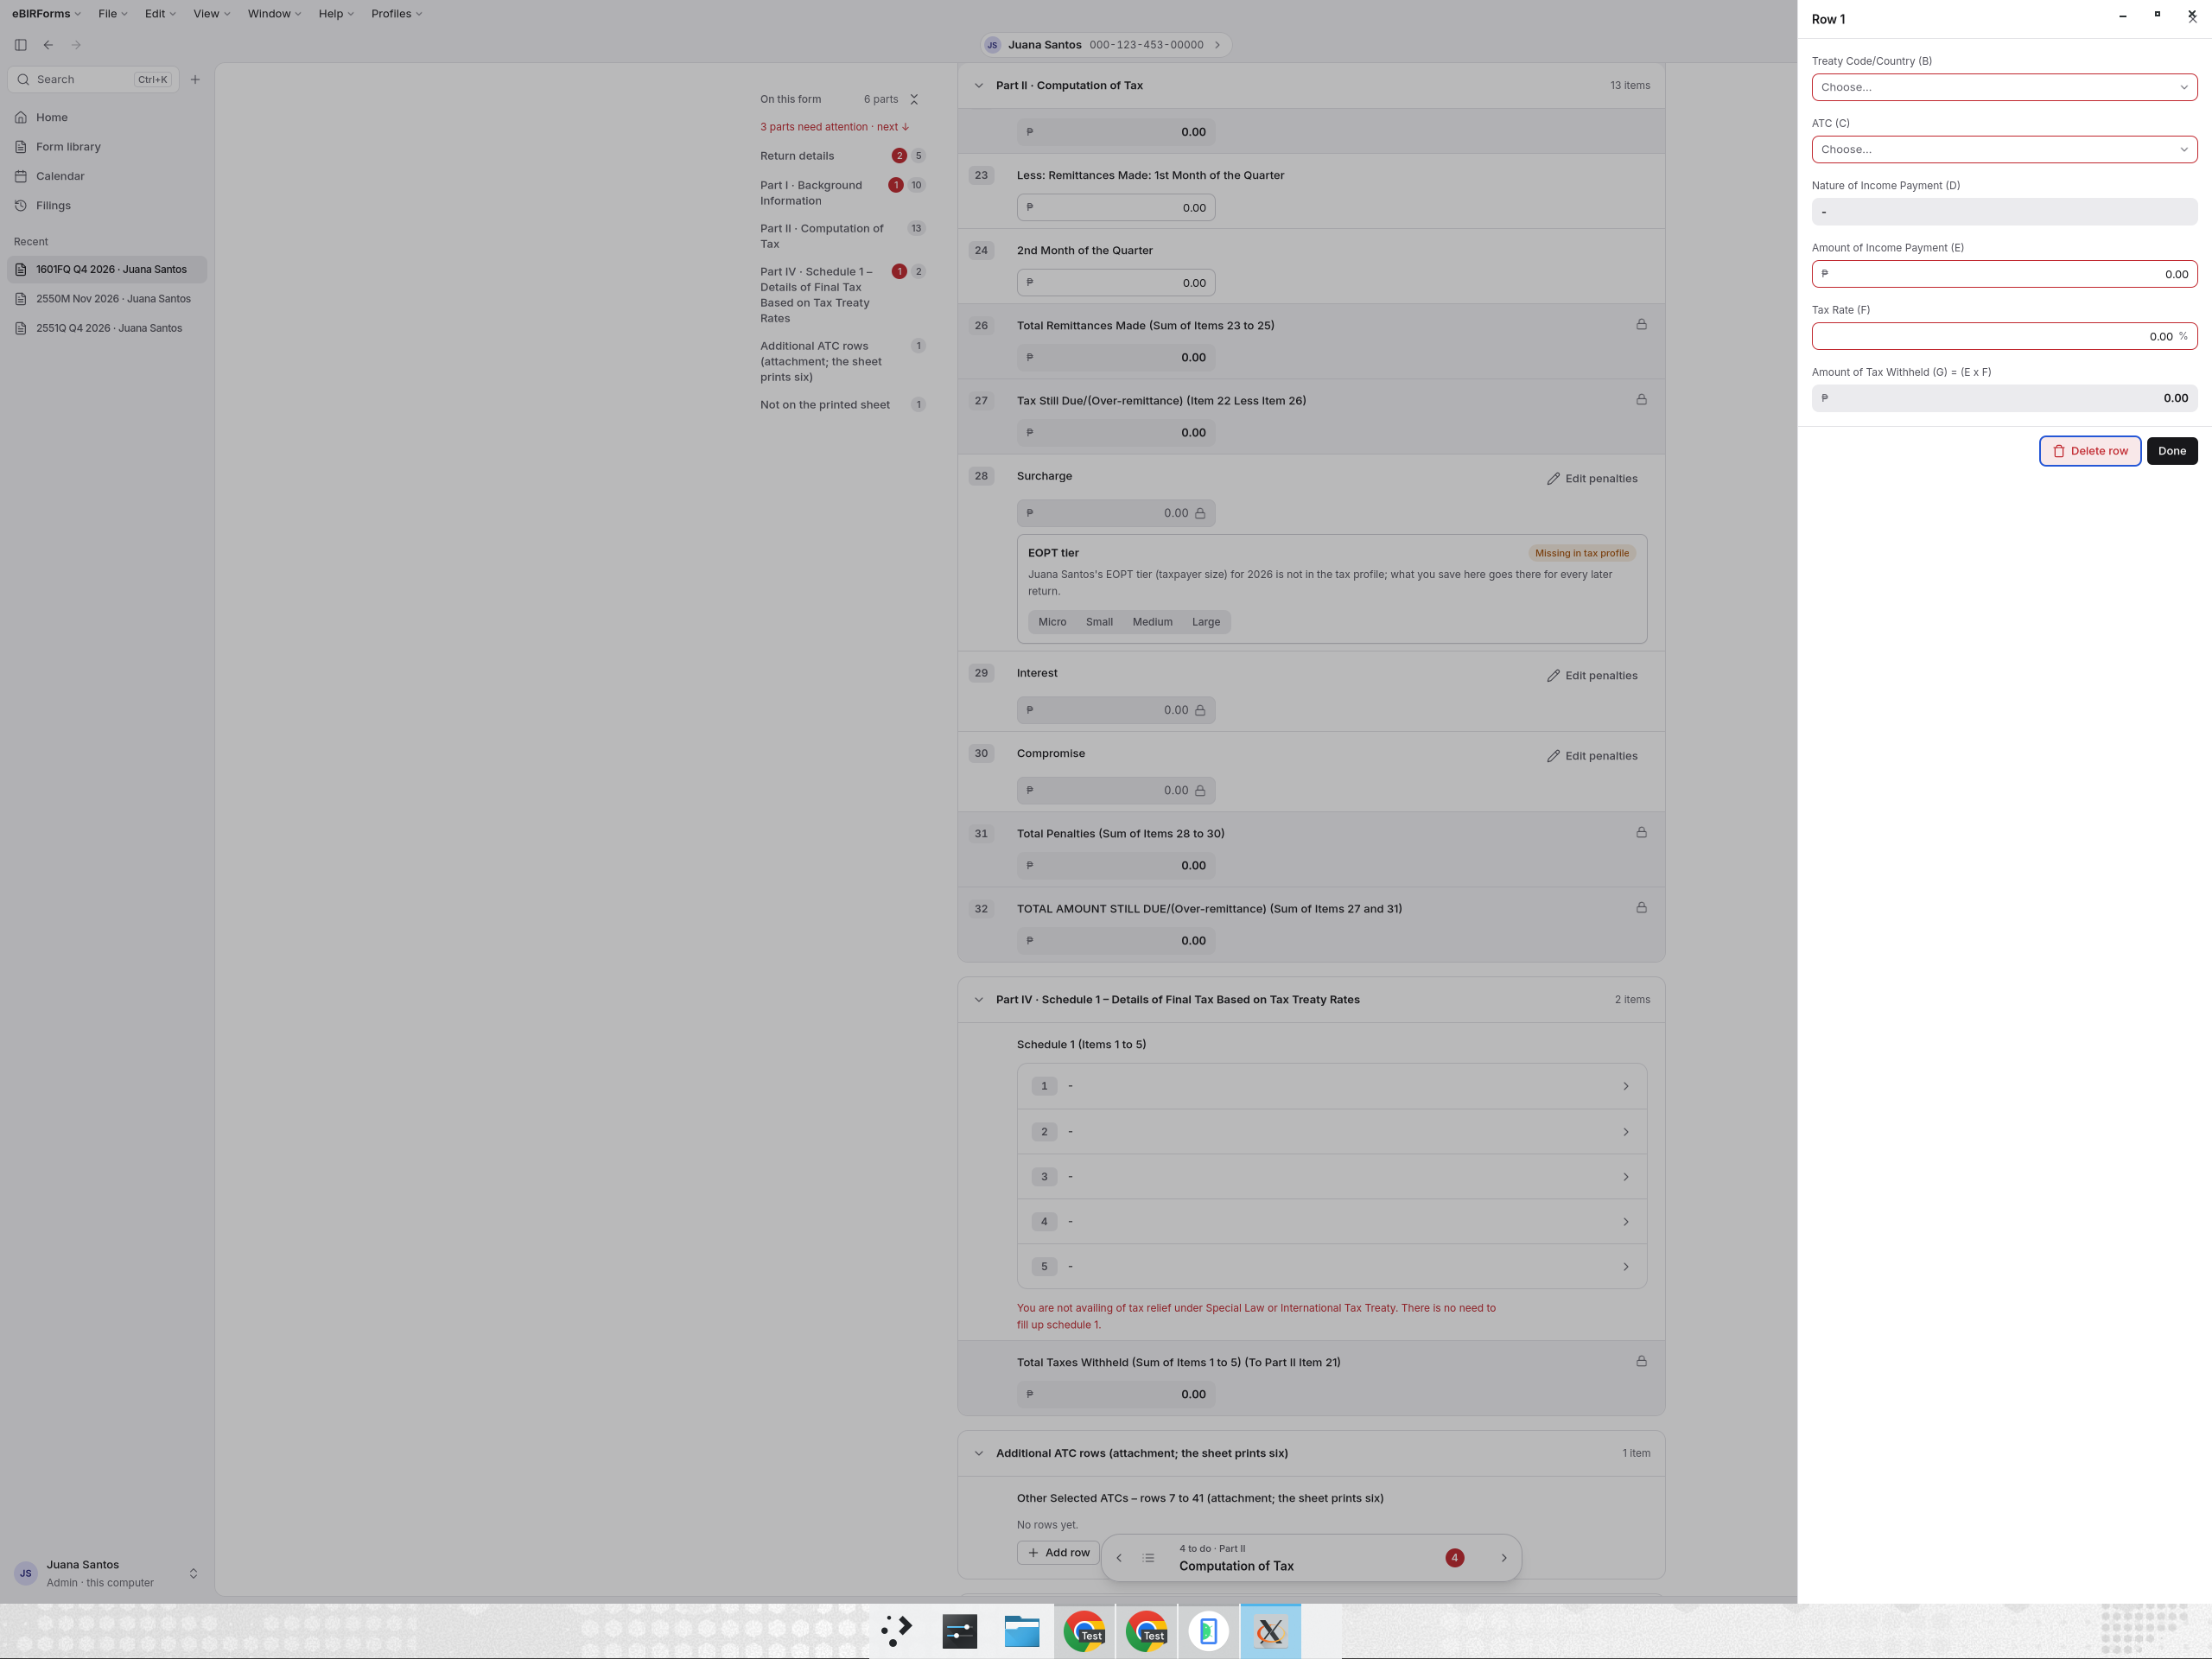 eBIRForms File Edit View Window Help Profiles
JS Juana Santos 000-123-453-00000
Search Ctrl+K
Home
Form library
Calendar
Filings
Recent
1601FQ Q4 2026 · Juana Santos
2550M Nov 2026 · Juana Santos
2551Q Q4 2026 · Juana Santos
JS Juana Santos
Admin · this computer
On this form 6 parts
3 parts need attention · next ↓
Return details 2 5
Part I · Background 1 10
Information
Part II · Computation of 13
Tax
Part IV · Schedule 1 – 1 2
Details of Final Tax
Based on Tax Treaty
Rates
Additional ATC rows 1
(attachment; the sheet
prints six)
Not on the printed sheet 1
Part II · Computation of Tax 13 items
₱ 0.00
23 Less: Remittances Made: 1st Month of the Quarter
₱ 0.00
24 2nd Month of the Quarter
₱ 0.00
26 Total Remittances Made (Sum of Items 23 to 25)
₱ 0.00
27 Tax Still Due/(Over-remittance) (Item 22 Less Item 26)
₱ 0.00
28 Surcharge Edit penalties
₱ 0.00
EOPT tier Missing in tax profile
Juana Santos's EOPT tier (taxpayer size) for 2026 is not in the tax profile; what you save here goes there for every later
return.
Micro Small Medium Large
29 Interest Edit penalties
₱ 0.00
30 Compromise Edit penalties
₱ 0.00
31 Total Penalties (Sum of Items 28 to 30)
₱ 0.00
32 TOTAL AMOUNT STILL DUE/(Over-remittance) (Sum of Items 27 and 31)
₱ 0.00
Part IV · Schedule 1 – Details of Final Tax Based on Tax Treaty Rates 2 items
Schedule 1 (Items 1 to 5)
1 -
2 -
3 -
4 -
5 -
You are not availing of tax relief under Special Law or International Tax Treaty. There is no need to
fill up schedule 1.
Total Taxes Withheld (Sum of Items 1 to 5) (To Part II Item 21)
₱ 0.00
Additional ATC rows (attachment; the sheet prints six) 1 item
Other Selected ATCs – rows 7 to 41 (attachment; the sheet prints six)
No rows yet.
Add row
4 to do · Part II
Computation of Tax 4
Row 1
Treaty Code/Country (B)
Choose...
ATC (C)
Choose...
Nature of Income Payment (D)
-
Amount of Income Payment (E)
₱ 0.00
Tax Rate (F)
0.00 %
Amount of Tax Withheld (G) = (E x F)
₱ 0.00
Delete row Done
Test Test